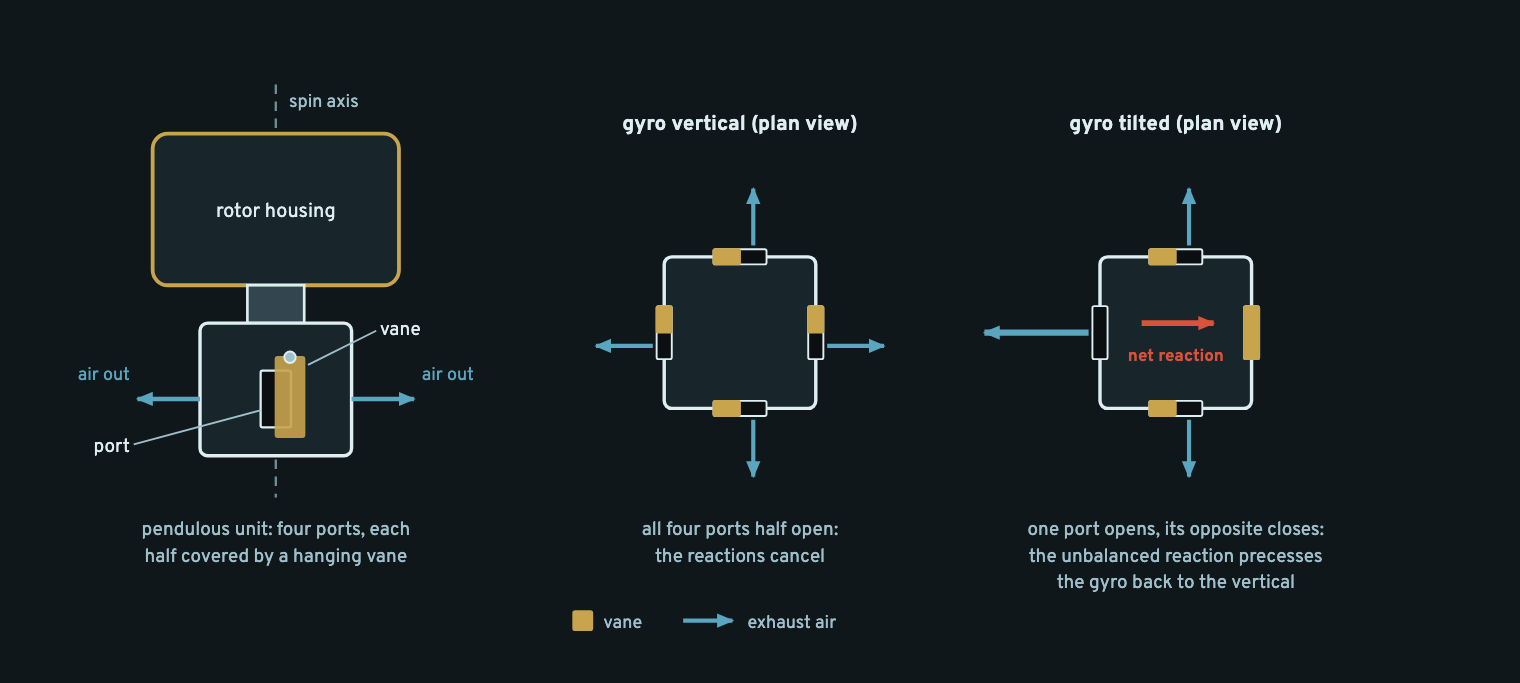 spin axis
rotor housing
vane
air out
air out
port
pendulous unit: four ports, each
half covered by a hanging vane
gyro vertical (plan view)
all four ports half open:
the reactions cancel
gyro tilted (plan view)
net reaction
one port opens, its opposite closes:
the unbalanced reaction precesses
the gyro back to the vertical
vane
exhaust air